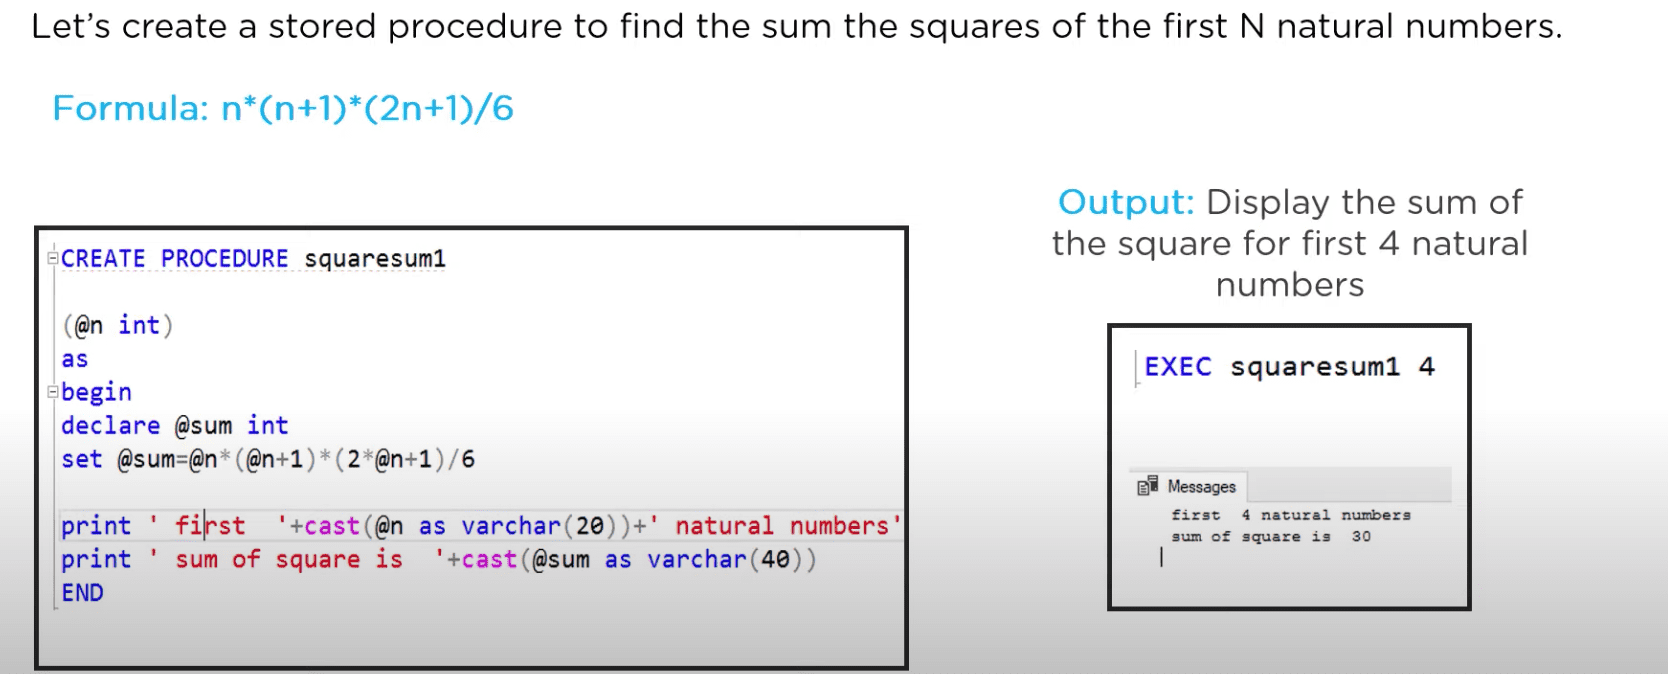 Let's create a stored procedure to find the sum the squares of the first N natural numbers.
Formula: n*(n+1)*(2n+1)/6
CREATE PROCEDURE squaresum1
(@n int)
as
begin
declare @sum int
set @sum=@n*(@n+1)*(2*@n+1)/6
print ' first  '+cast(@n as varchar(20))+' natural numbers'
print ' sum of square is  '+cast(@sum as varchar(40))
END
Output: Display the sum of
the square for first 4 natural
numbers
EXEC squaresum1 4
Messages
first  4 natural numbers
sum of square is  30